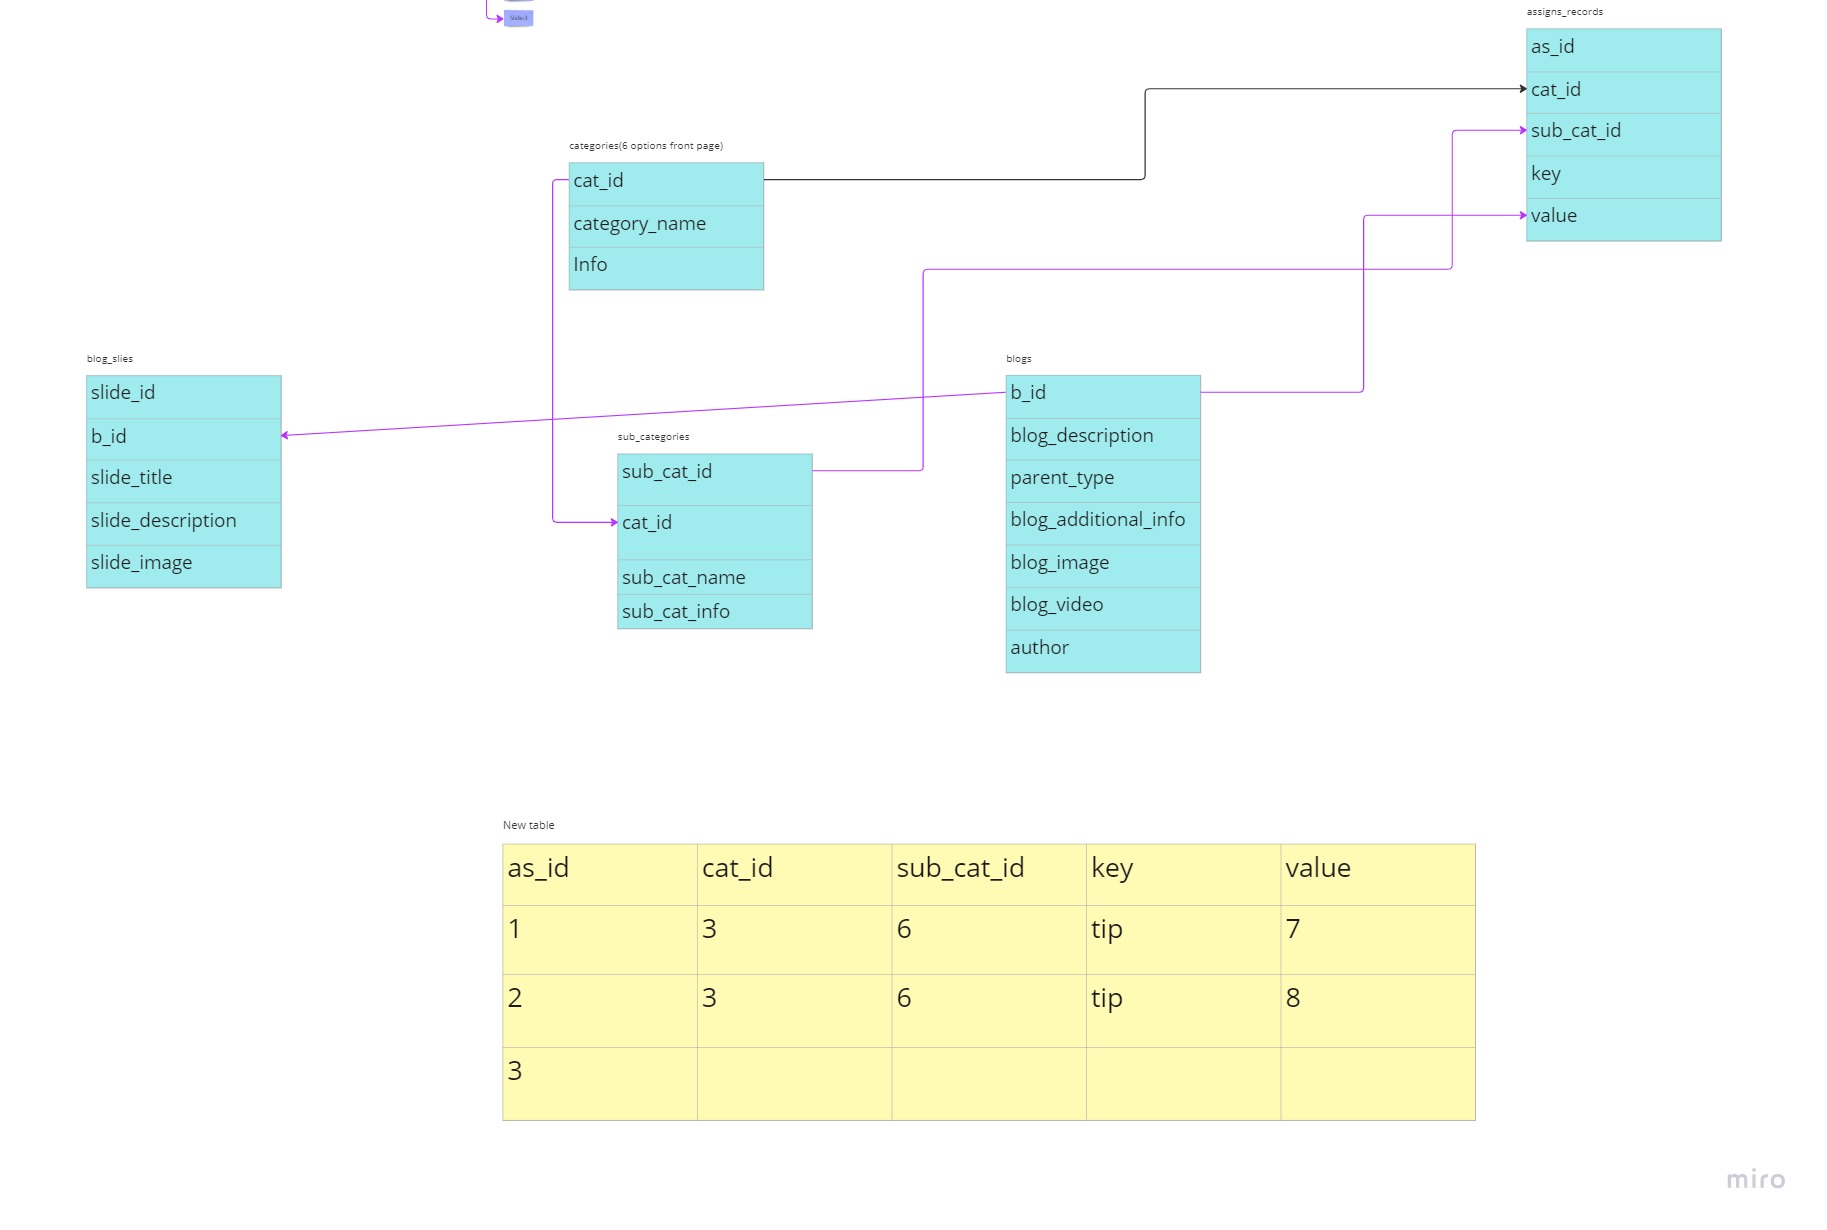 Slide-3
assigns_records
as_id
cat_id
sub_cat_id
key
value
categories(6 options front page)
cat_id
category_name
Info
blog_slies
slide_id
b_id
slide_title
slide_description
slide_image
sub_categories
sub_cat_id
cat_id
sub_cat_name
sub_cat_info
blogs
b_id
blog_description
parent_type
blog_additional_info
blog_image
blog_video
author
New table
as_id cat_id sub_cat_id key value
1 3 6 tip 7
2 3 6 tip 8
3
miro